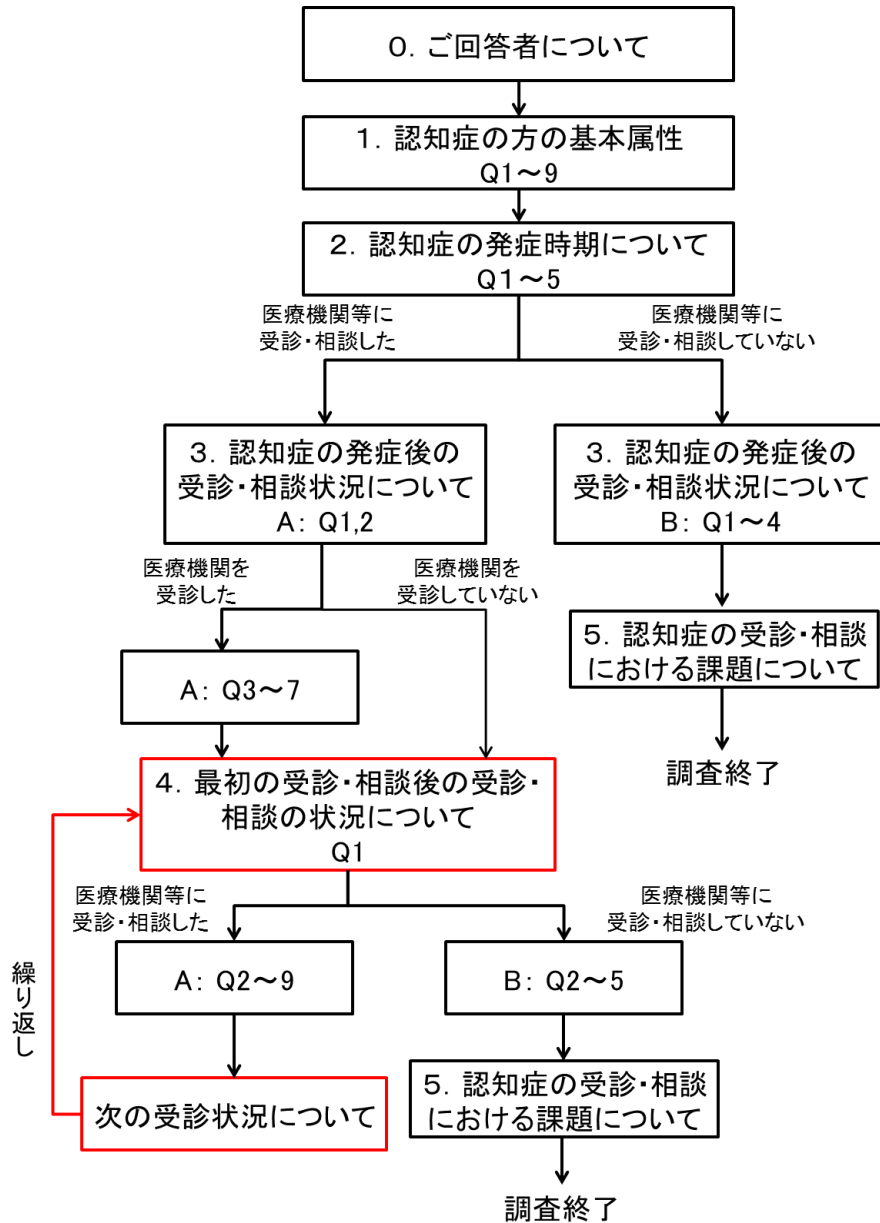 ０．ご回答者について
１．認知症の方の基本属性
Q1～9
２．認知症の発症時期について
Q１～５
医療機関等に
受診・相談した
医療機関等に
受診・相談していない
３．認知症の発症後の
受診・相談状況について
A： Q1,2
３．認知症の発症後の
受診・相談状況について
B： Q1～4
医療機関を
受診した
医療機関を
受診していない
A： Q3～7
５．認知症の受診・相談
における課題について
調査終了
４．最初の受診・相談後の受診・
相談の状況について
Q1
医療機関等に
受診・相談した
医療機関等に
受診・相談していない
A： Q2～9
B： Q2～5
繰り返し
次の受診状況について
５．認知症の受診・相談
における課題について
調査終了